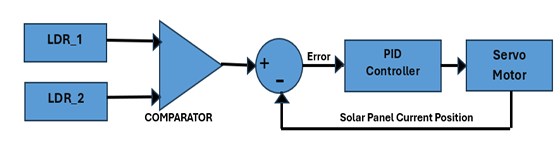 LDR_1
LDR_2
COMPARATOR
+
-
Error
PID
Controller
Servo
Motor
Solar Panel Current Position